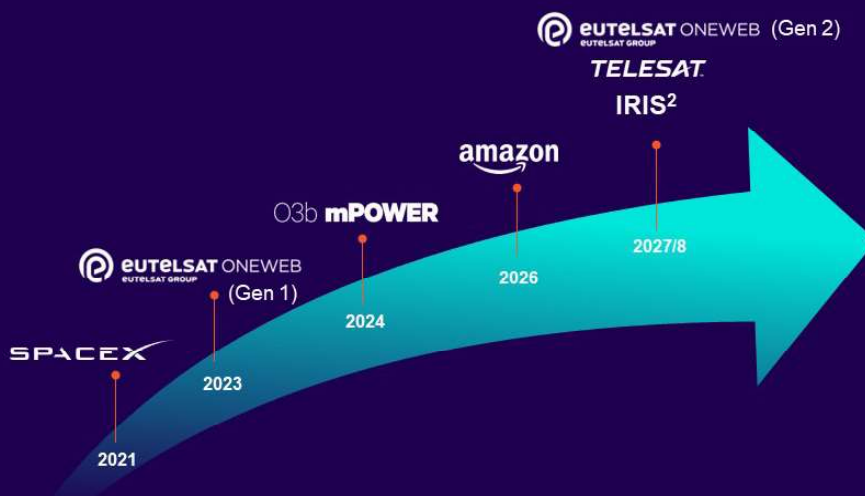 EUTELSAT ONEWEB (Gen 2)
EUTELSAT GROUP
TELESAT
IRIS²
amazon
O3b mPOWER
2027/8
EUTELSAT ONEWEB
EUTELSAT GROUP
(Gen 1)
2026
2024
SPACEX
2023
2021